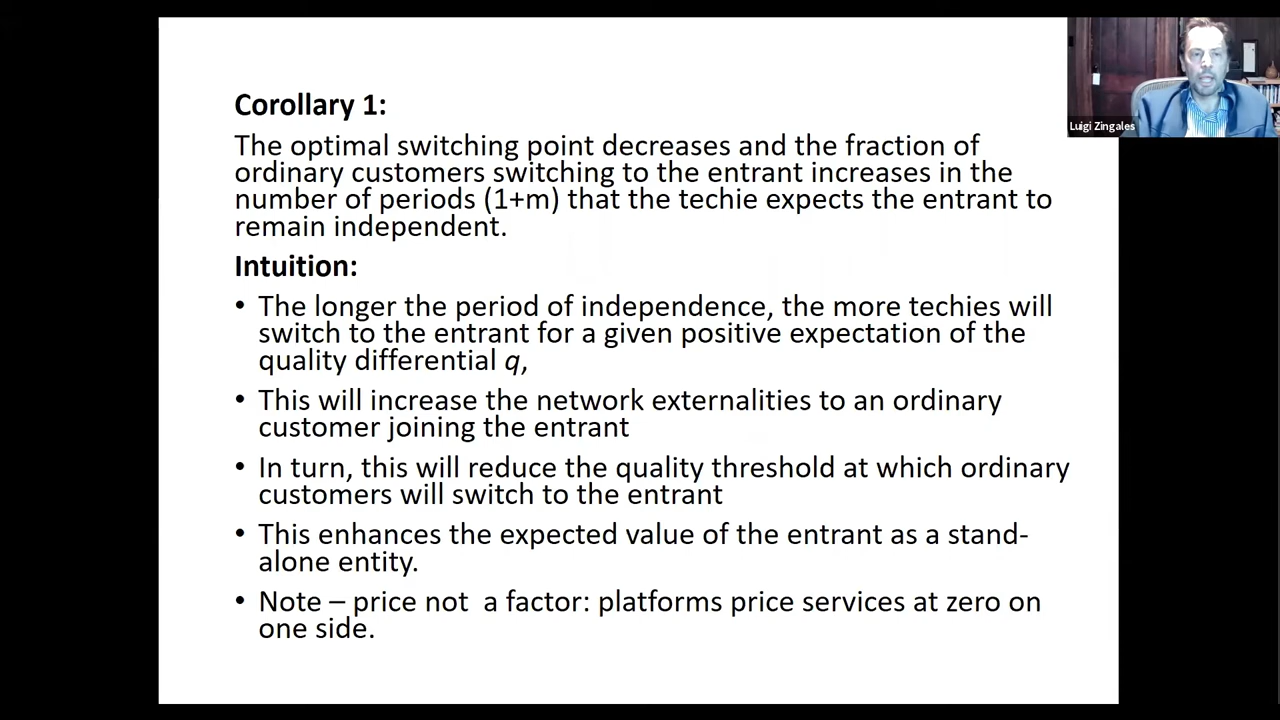 Corollary 1:
The optimal switching point decreases and the fraction of
ordinary customers switching to the entrant increases in the
number of periods (1+m) that the techie expects the entrant to
remain independent.
Intuition:
• The longer the period of independence, the more techies will
switch to the entrant for a given positive expectation of the
quality differential q,
• This will increase the network externalities to an ordinary
customer joining the entrant
• In turn, this will reduce the quality threshold at which ordinary
customers will switch to the entrant
• This enhances the expected value of the entrant as a stand-
alone entity.
• Note – price not  a factor: platforms price services at zero on
one side.
Luigi Zingales